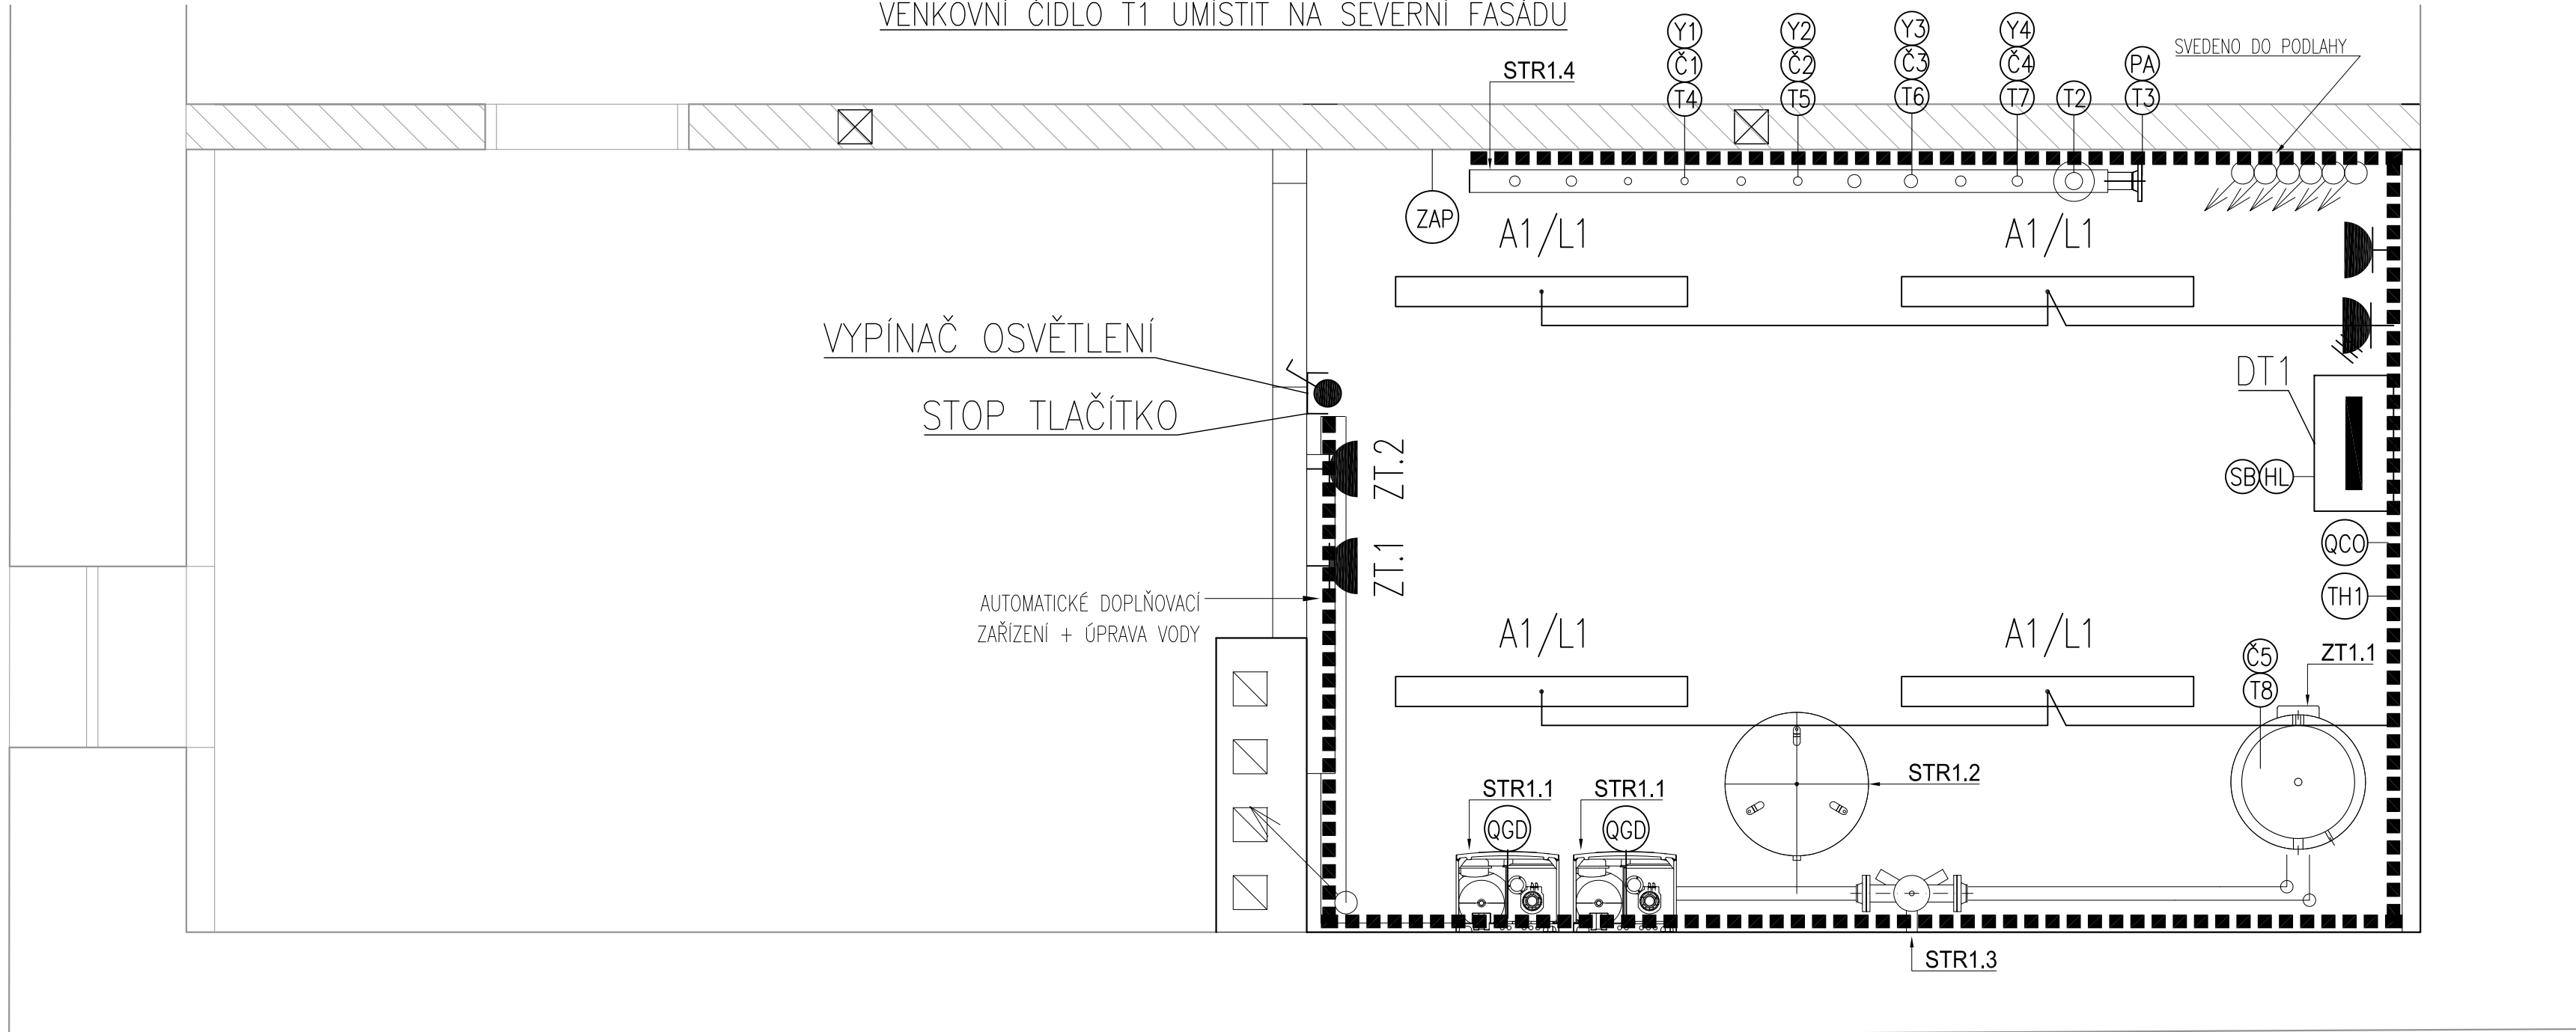 VENKOVNÍ ČIDLO T1 UMÍSTIT NA SEVERNÍ FASÁDU
Y1
Č1
T4
Y2
Č2
T5
Y3
Č3
T6
Y4
Č4
T7
T2
PA
T3
SVEDENO DO PODLAHY
STR1.4
ZAP
A1/L1
A1/L1
VYPÍNAČ OSVĚTLENÍ
STOP TLAČÍTKO
DT1
SB
HL
ZT.2
ZT.1
QCO
TH1
AUTOMATICKÉ DOPLŇOVACÍ
ZAŘÍZENÍ + ÚPRAVA VODY
A1/L1
A1/L1
Č5
T8
ZT1.1
STR1.1
STR1.1
STR1.2
QGD
QGD
STR1.3